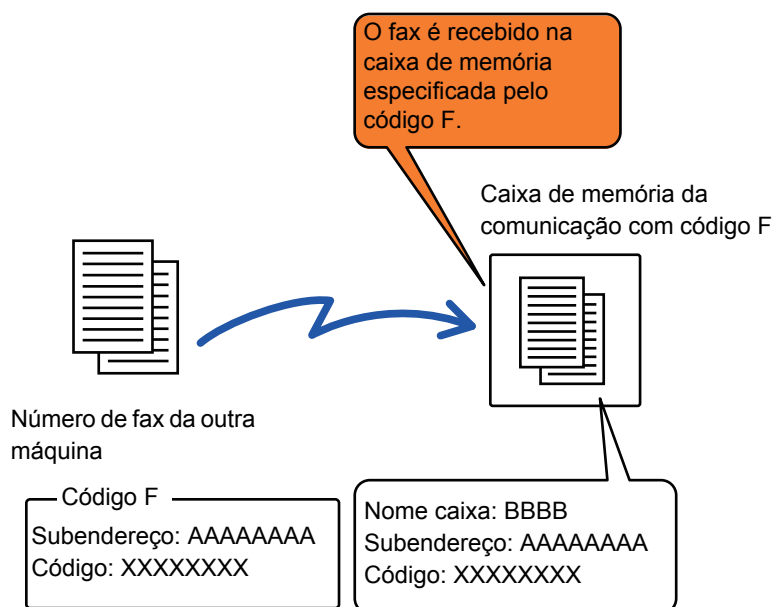 O fax é recebido na
caixa de memória
especificada pelo
código F.
Caixa de memória da
comunicação com código F
Número de fax da outra
máquina
Código F
Subendereço: AAAAAAAA
Código: XXXXXXXX
Nome caixa: BBBB
Subendereço: AAAAAAAA
Código: XXXXXXXX